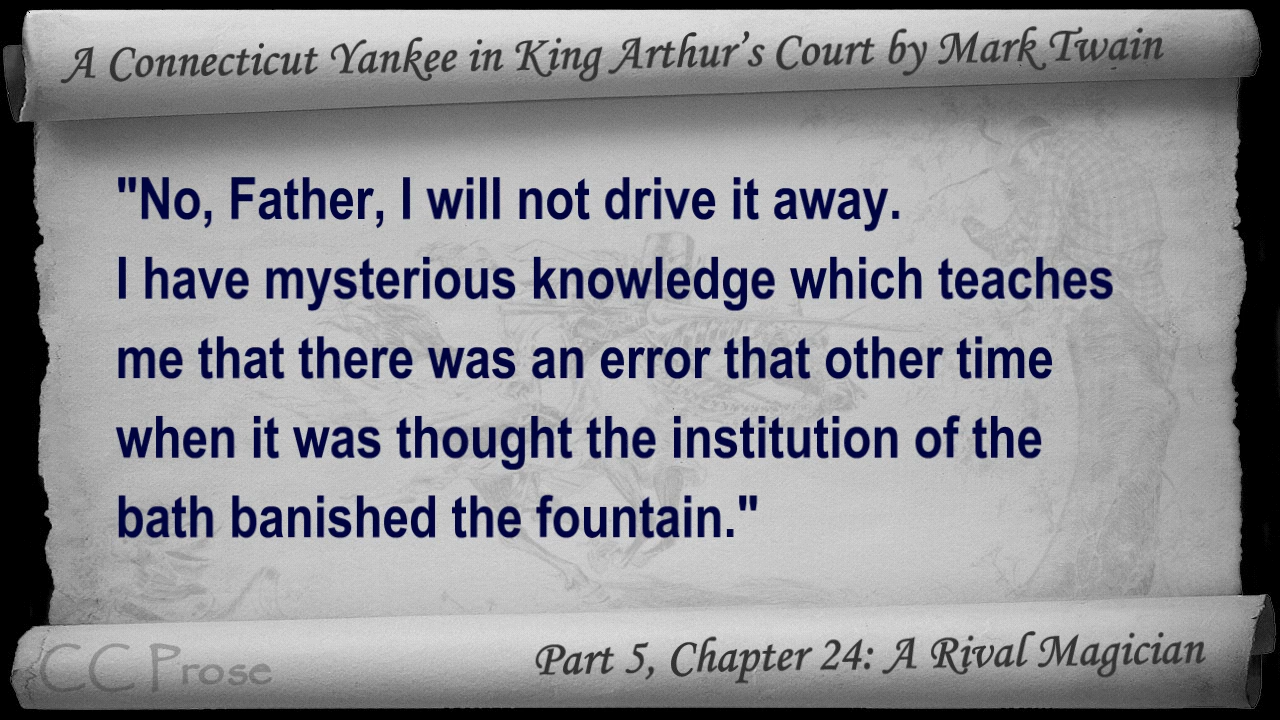 A Connecticut Yankee in King Arthur's Court by Mark Twain
"No, Father, I will not drive it away.
I have mysterious knowledge which teaches
me that there was an error that other time
when it was thought the institution of the
bath banished the fountain."
CC Prose
Part 5, Chapter 24: A Rival Magician